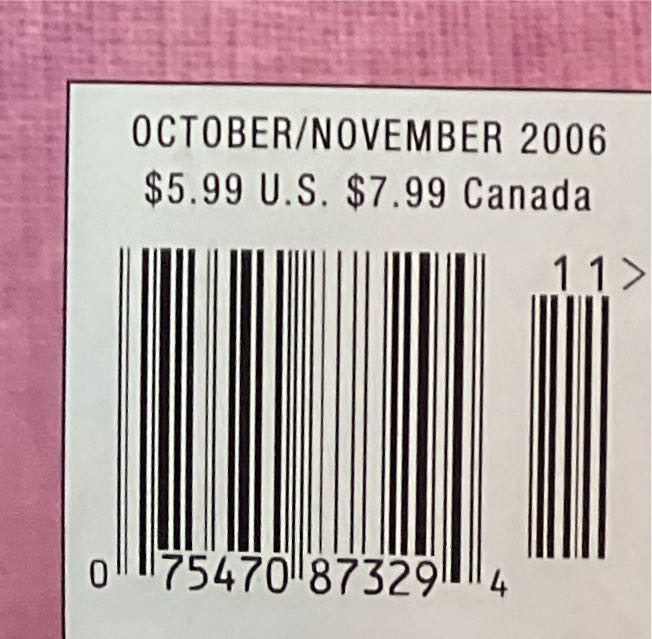 OCTOBER/NOVEMBER 2006
$5.99 U.S. $7.99 Canada
11>
0 75470 87329 4